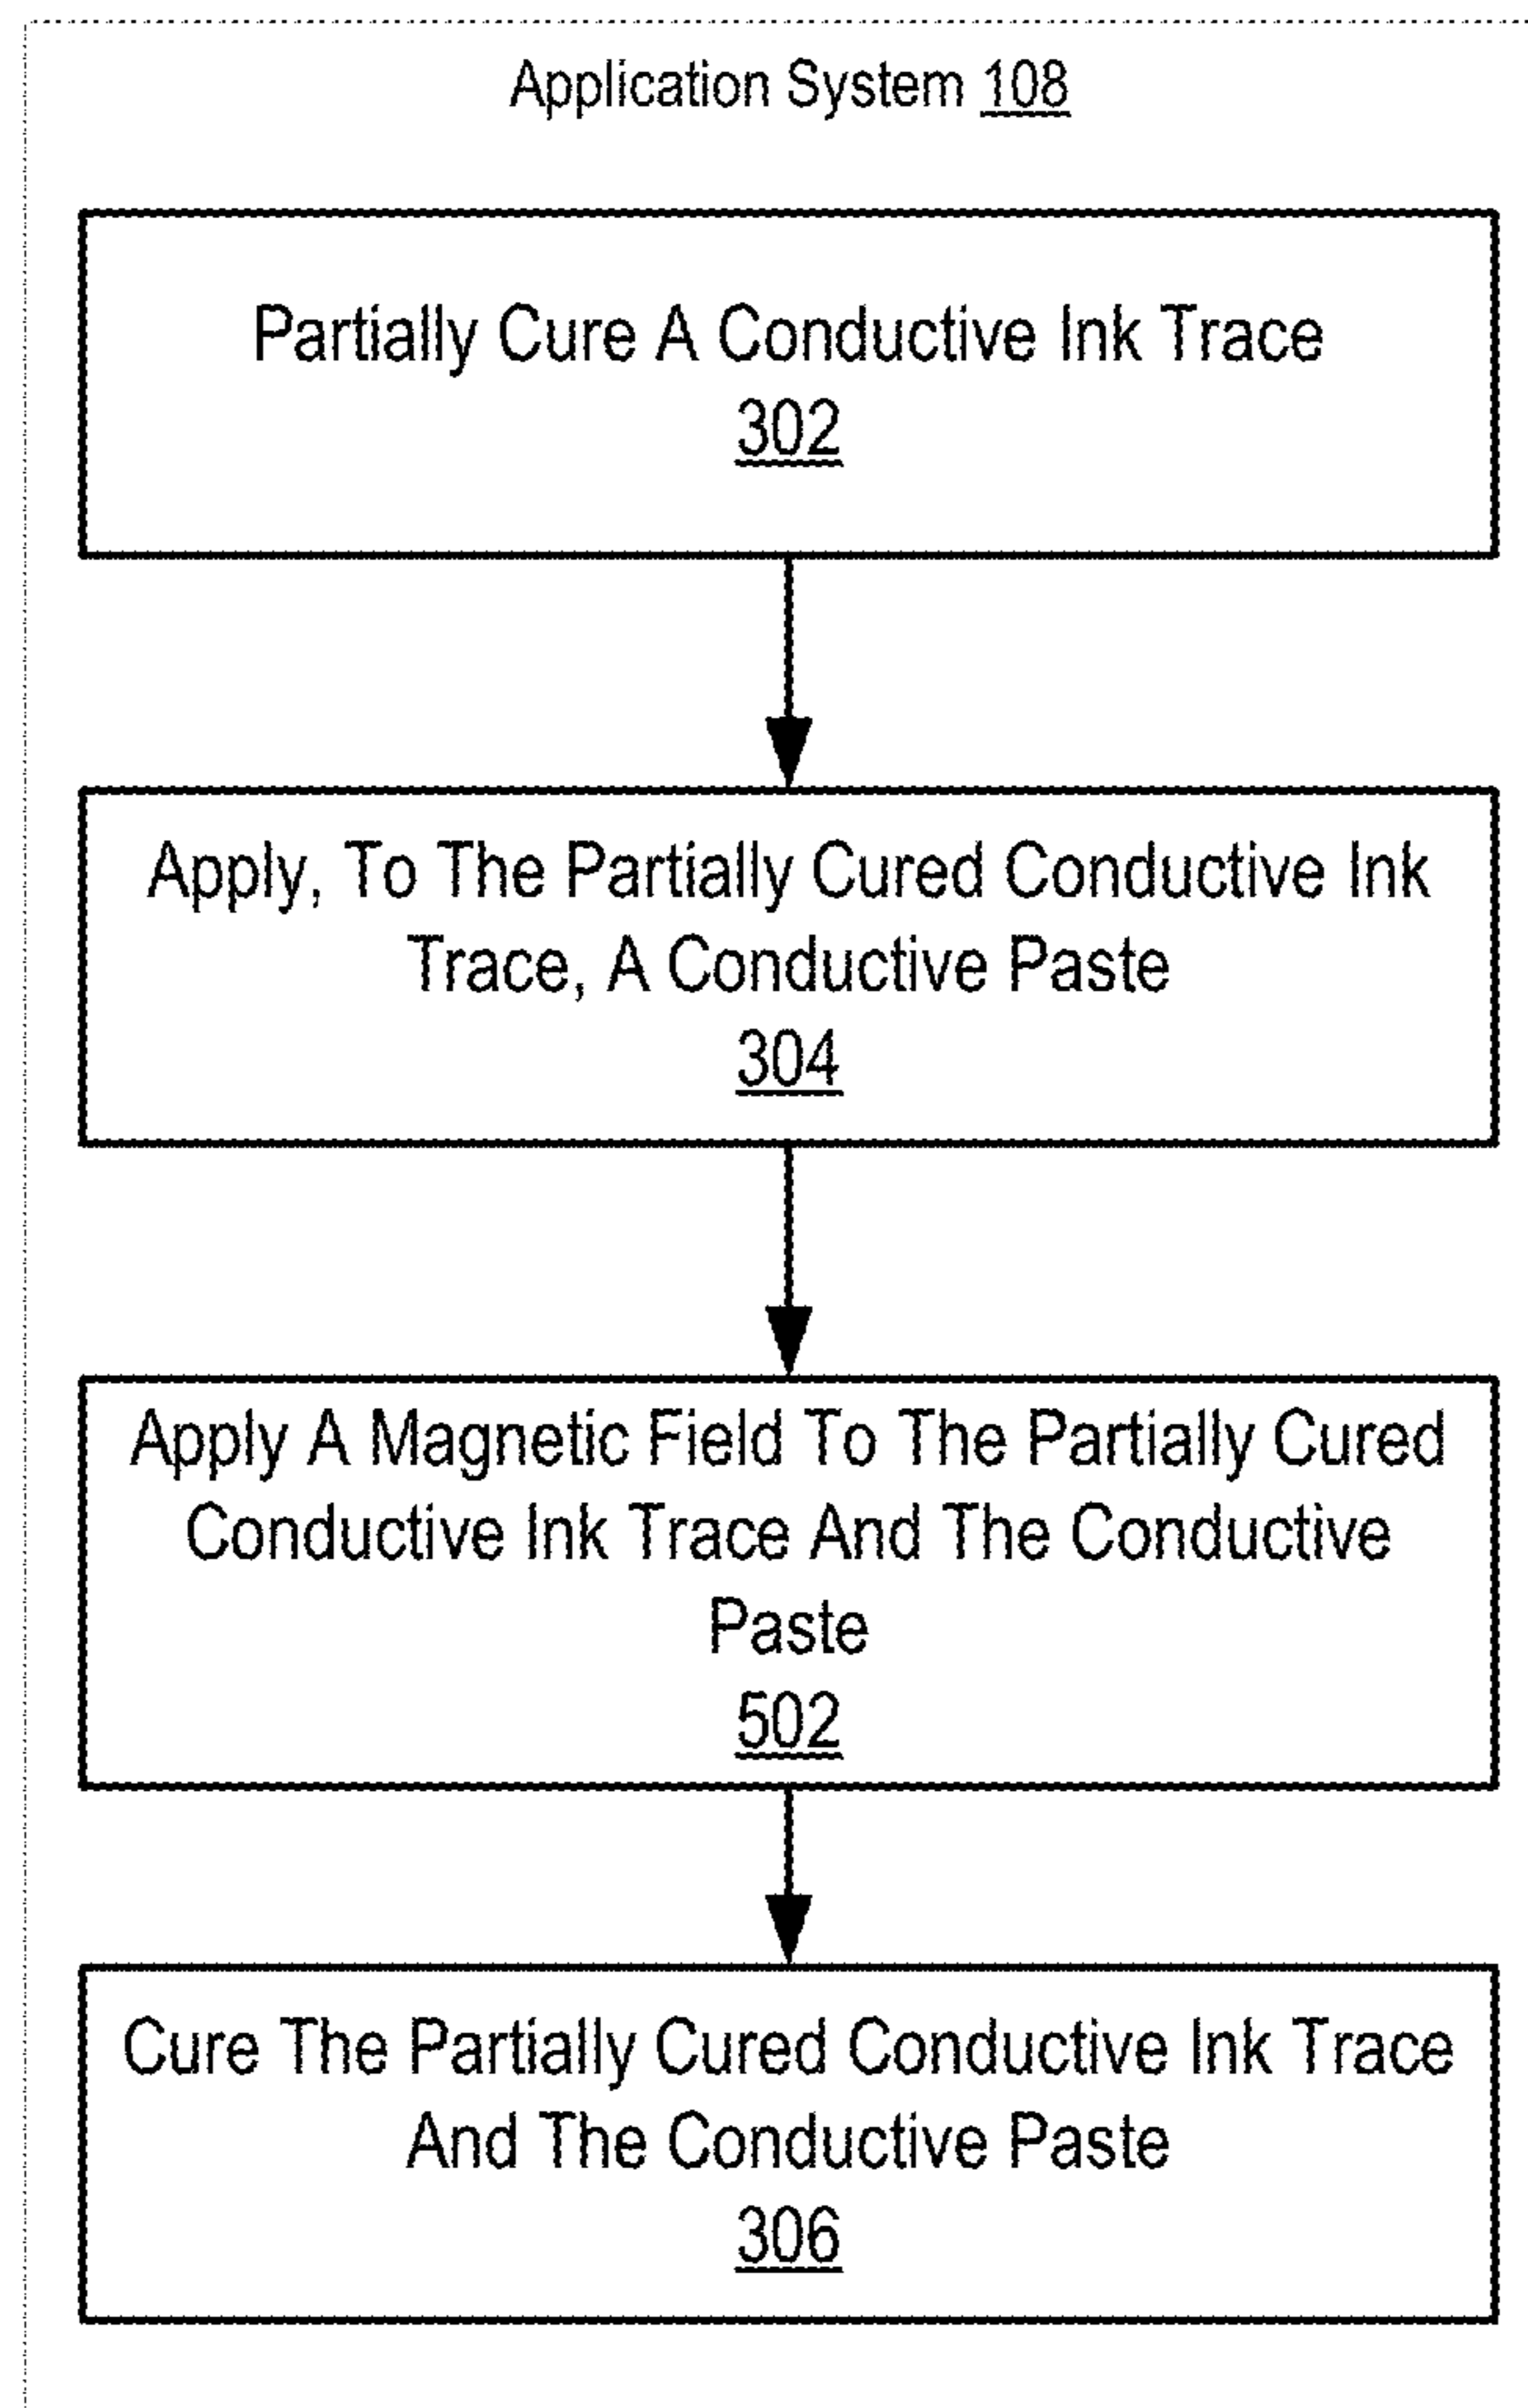 Application System 108
Partially Cure A Conductive Ink Trace
302
Apply, To The Partially Cured Conductive Ink
Trace, A Conductive Paste
304
Apply A Magnetic Field To The Partially Cured
Conductive Ink Trace And The Conductive
Paste
502
Cure The Partially Cured Conductive Ink Trace
And The Conductive Paste
306